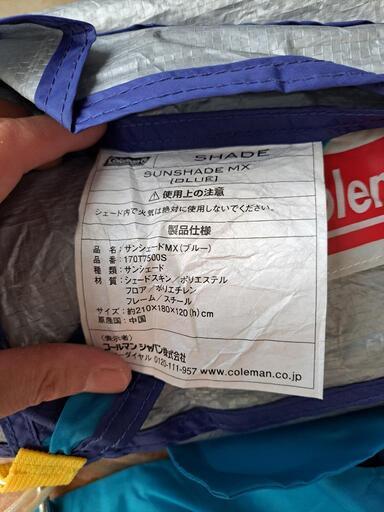 Coleman
SHADE
SUNSHADE MX
[BLUE]
⚠使用上の注意
シェード内で火気は絶対に使用しないでください。
製品仕様
品名：サンシェードMX(ブルー)
品番：170T7500S
種類：サンシェード
材質：シェードスキン／ポリエステル
フロア／ポリエチレン
フレーム／スチール
サイズ：約210×180×120(h)cm
原産国：中国
(表示者)
コールマン ジャパン株式会社
ーダイヤル 0120-111-957 www.coleman.co.jp
olem